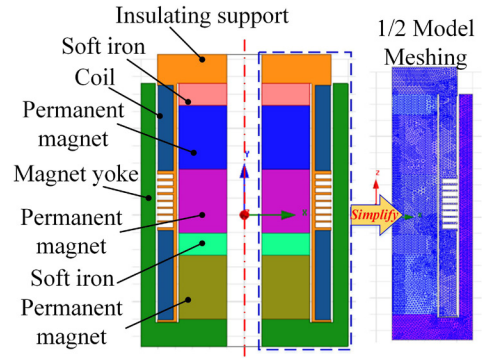 Insulating support
Soft iron
Coil
Permanent
magnet
Magnet yoke
Permanent
magnet
Soft iron
Permanent
magnet
Y
X
1/2 Model
Meshing
z
Simplify